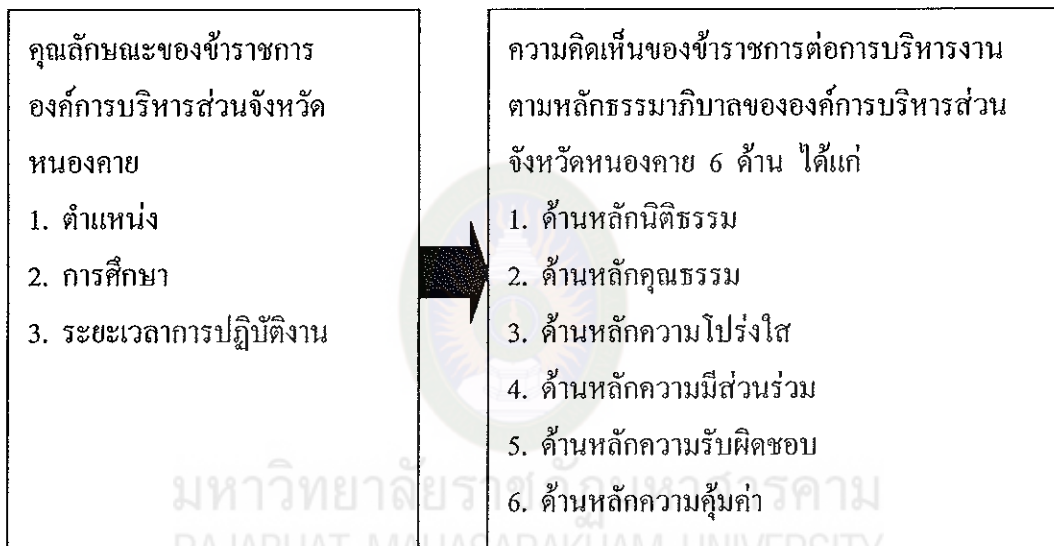 คุณลักษณะของข้าราชการ
องค์การบริหารส่วนจังหวัด
หนองคาย
1. ตำแหน่ง
2. การศึกษา
3. ระยะเวลาการปฏิบัติงาน
ความคิดเห็นของข้าราชการต่อการบริหารงาน
ตามหลักธรรมาภิบาลขององค์การบริหารส่วน
จังหวัดหนองคาย 6 ด้าน ได้แก่
1. ด้านหลักนิติธรรม
2. ด้านหลักคุณธรรม
3. ด้านหลักความโปร่งใส
4. ด้านหลักความมีส่วนร่วม
5. ด้านหลักความรับผิดชอบ
6. ด้านหลักความคุ้มค่า
มหาวิทยาลัยราชภัฏมหาสารคาม
RAJABHAT MAHASARAKHAM UNIVERSITY